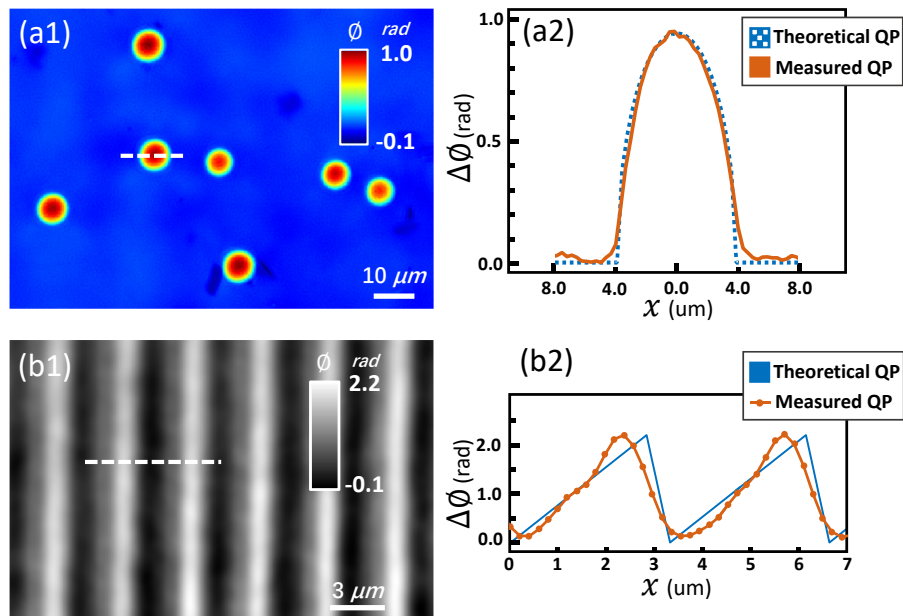 (a1)
∅ rad
1.0
-0.1
10 μm
(a2)
Theoretical QP
Measured QP
1.0
0.5
0.0
Δ∅ (rad)
8.0 4.0 0.0 4.0 8.0
x (um)
(b1)
∅ rad
2.2
-0.1
3 μm
(b2)
Theoretical QP
Measured QP
2.0
1.0
0.0
Δ∅ (rad)
0 1 2 3 4 5 6 7
x (um)